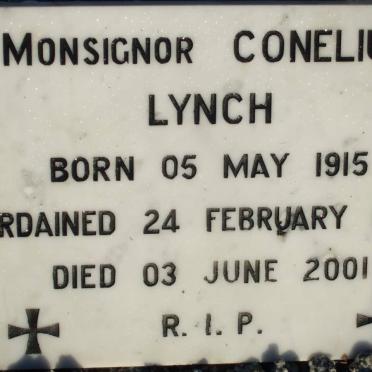 MONSIGNOR CONELIU
LYNCH
BORN 05 MAY 1915
RDAINED 24 FEBRUARY
DIED 03 JUNE 2001
R. I. P.